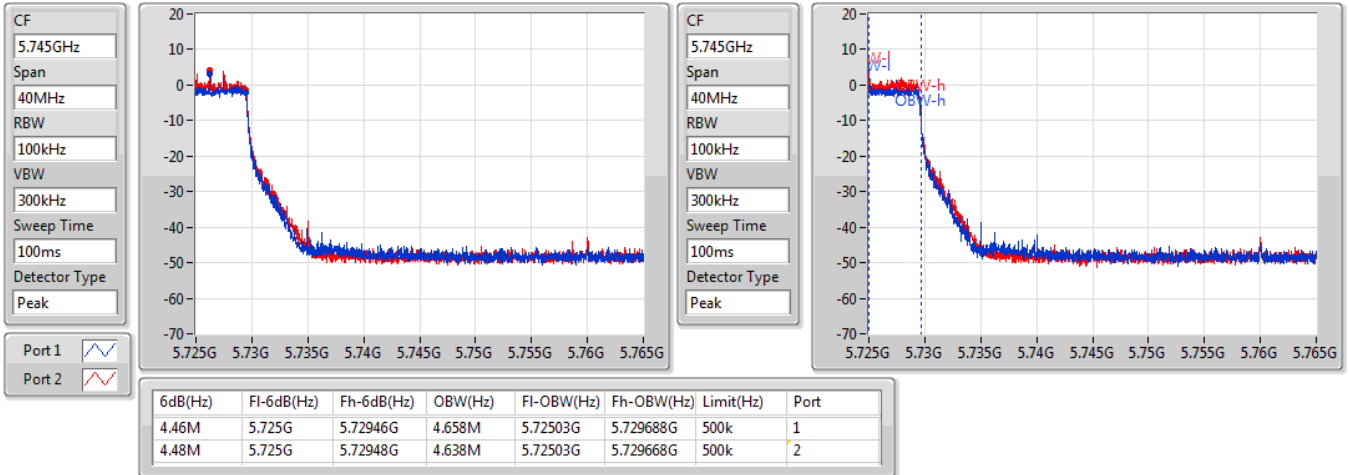 CF
5.745GHz
Span
40MHz
RBW
100kHz
VBW
300kHz
Sweep Time
100ms
Detector Type
Peak
Port 1
Port 2
20
10
0
-10
-20
-30
-40
-50
-60
-70
5.725G 5.73G 5.735G 5.74G 5.745G 5.75G 5.755G 5.76G 5.765G
CF
5.745GHz
Span
40MHz
RBW
100kHz
VBW
300kHz
Sweep Time
100ms
Detector Type
Peak
20
10
0
-10
-20
-30
-40
-50
-60
-70
W-l
W-l
OBW-h
OBW-h
5.725G 5.73G 5.735G 5.74G 5.745G 5.75G 5.755G 5.76G 5.765G
6dB(Hz) Fl-6dB(Hz) Fh-6dB(Hz) OBW(Hz) Fl-OBW(Hz) Fh-OBW(Hz) Limit(Hz) Port
4.46M 5.725G 5.72946G 4.658M 5.72503G 5.729688G 500k 1
4.48M 5.725G 5.72948G 4.638M 5.72503G 5.729668G 500k 2